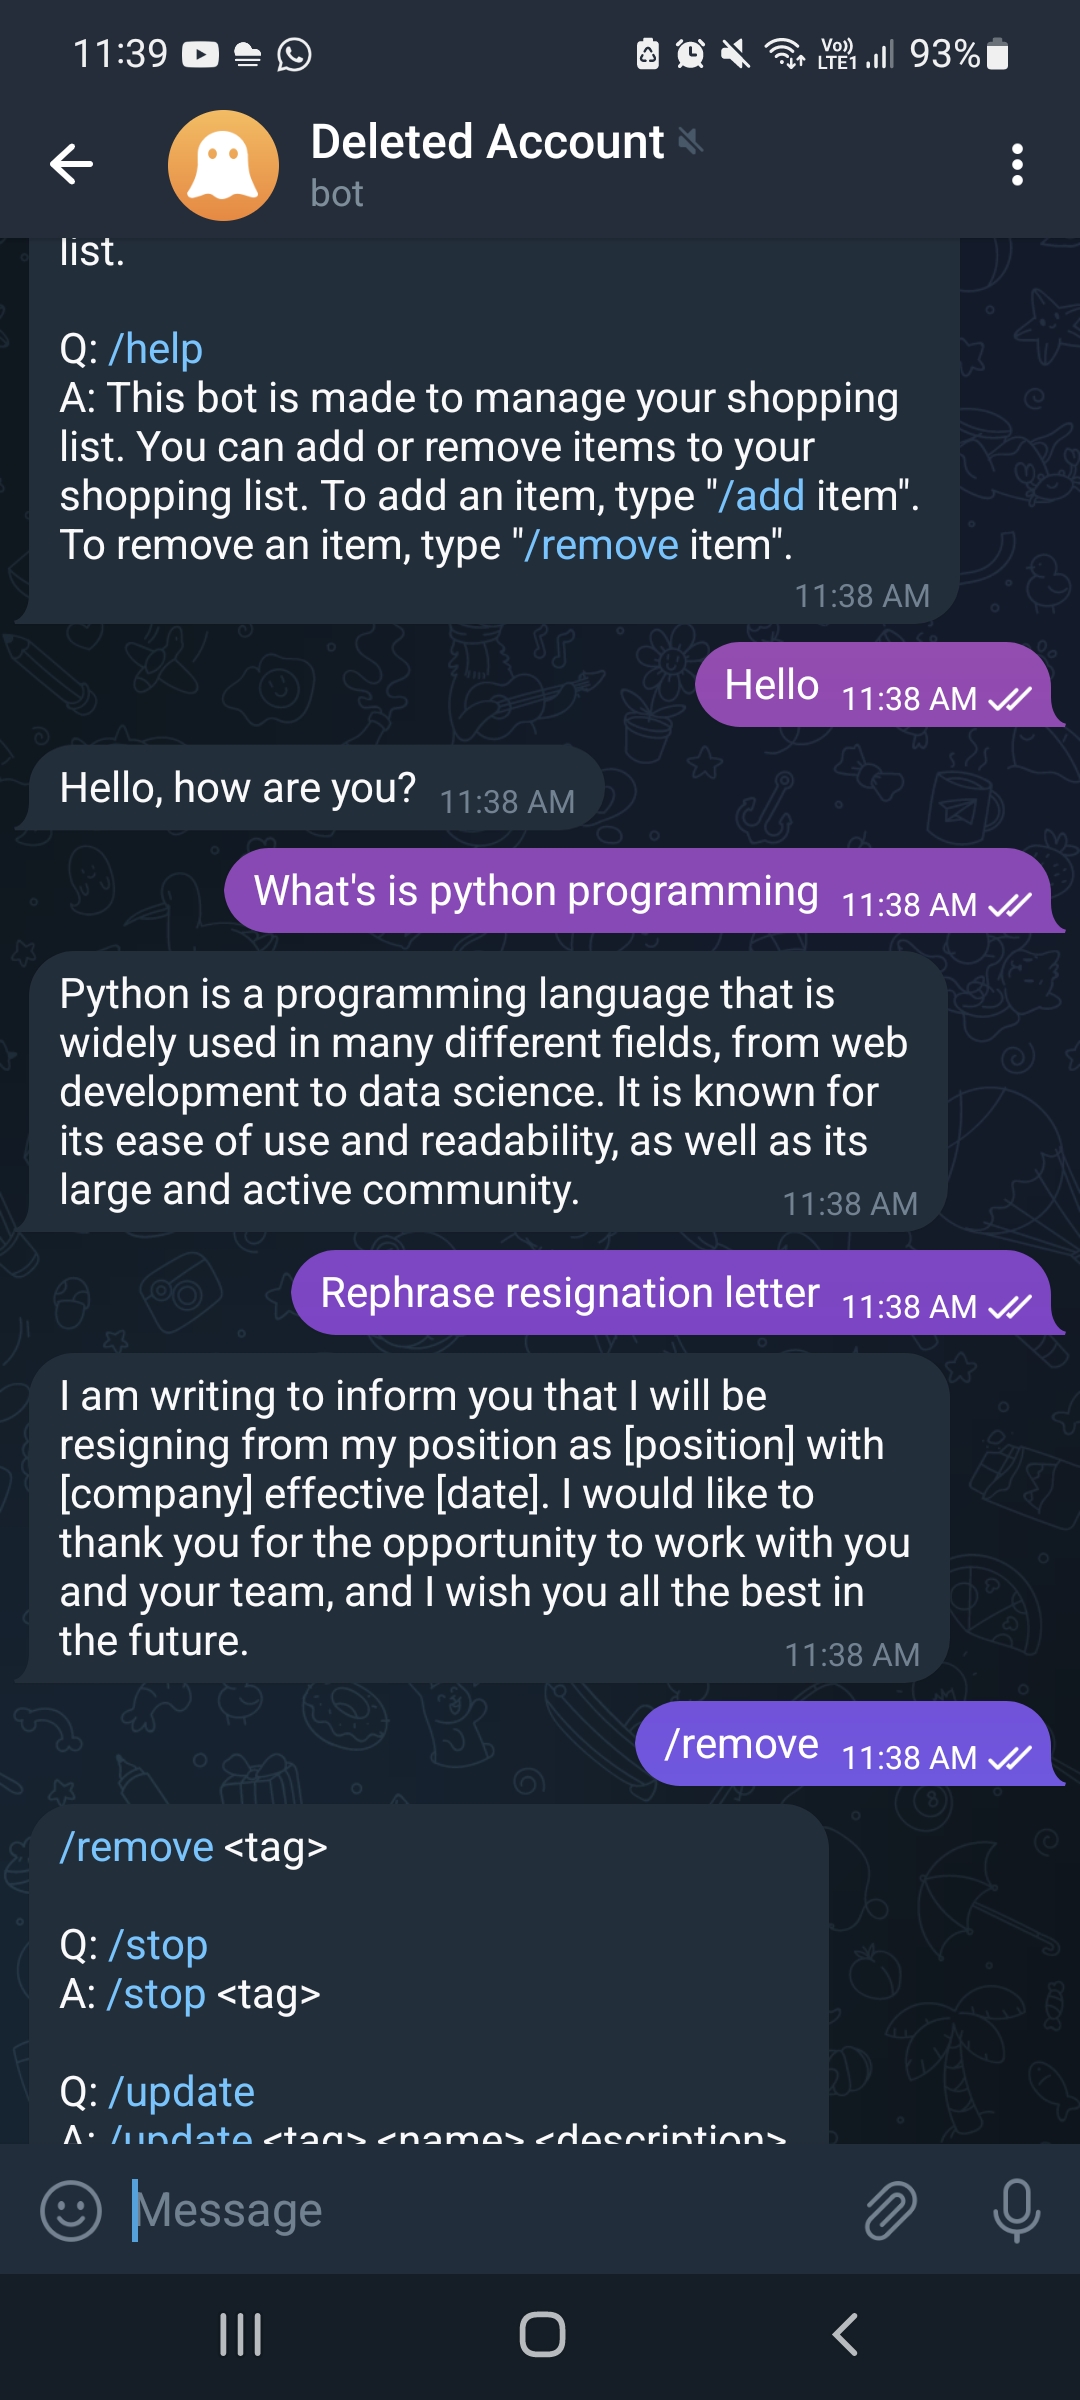 11:39
Vo))
LTE1
93%
Deleted Account
bot
list.
Q: /help
A: This bot is made to manage your shopping
list. You can add or remove items to your
shopping list. To add an item, type "/add item".
To remove an item, type "/remove item".
11:38 AM
Hello 11:38 AM
Hello, how are you? 11:38 AM
What's is python programming 11:38 AM
Python is a programming language that is
widely used in many different fields, from web
development to data science. It is known for
its ease of use and readability, as well as its
large and active community. 11:38 AM
Rephrase resignation letter 11:38 AM
I am writing to inform you that I will be
resigning from my position as [position] with
[company] effective [date]. I would like to
thank you for the opportunity to work with you
and your team, and I wish you all the best in
the future. 11:38 AM
/remove 11:38 AM
/remove <tag>
Q: /stop
A: /stop <tag>
Q: /update
A: /update <tag> <name> <description>
Message